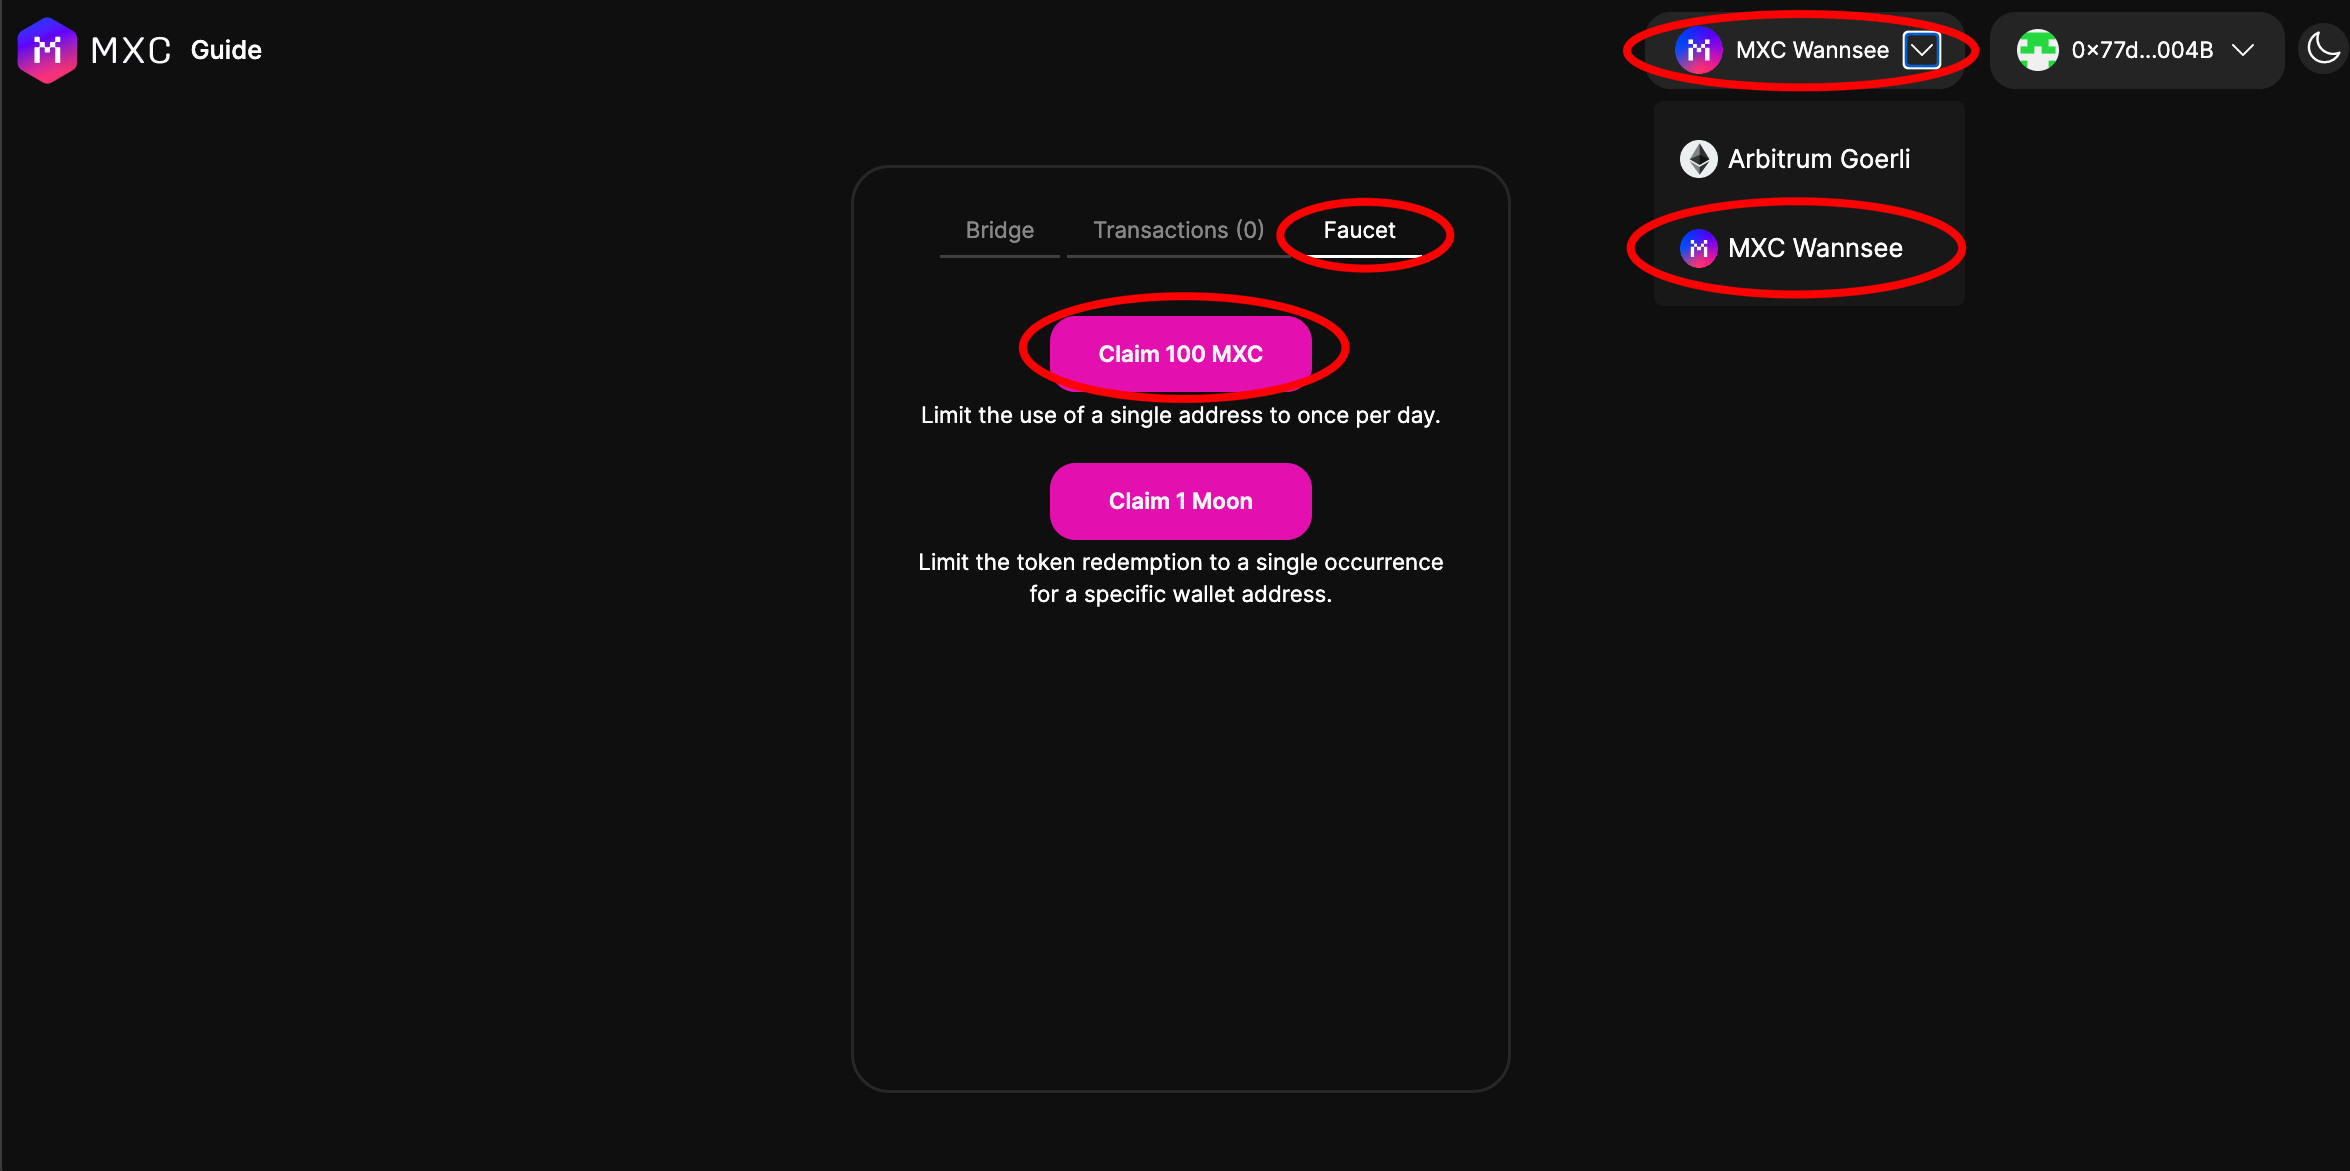 MXC Guide
MXC Wannsee
0x77d...004B
Arbitrum Goerli
MXC Wannsee
Bridge
Transactions (0)
Faucet
Claim 100 MXC
Limit the use of a single address to once per day.
Claim 1 Moon
Limit the token redemption to a single occurrence
for a specific wallet address.